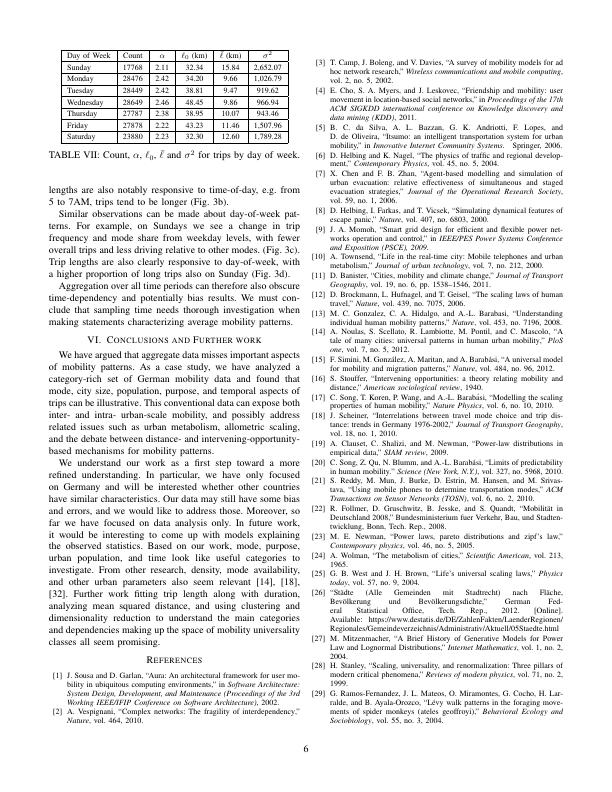 Day of Week Count α ℓ0 (km) ℓ̄ (km) σ²
Sunday 17768 2.11 32.34 15.84 2,652.07
Monday 28476 2.42 34.20 9.66 1,026.79
Tuesday 28449 2.42 38.81 9.47 919.62
Wednesday 28649 2.46 48.45 9.86 966.94
Thursday 27787 2.38 38.95 10.07 943.46
Friday 27878 2.22 43.23 11.46 1,507.96
Saturday 23880 2.23 32.30 12.60 1,789.28
TABLE VII: Count, α, ℓ0, ℓ̄ and σ² for trips by day of week.
lengths are also notably responsive to time-of-day, e.g. from
5 to 7AM, trips tend to be longer (Fig. 3b).
Similar observations can be made about day-of-week pat-
terns. For example, on Sundays we see a change in trip
frequency and mode share from weekday levels, with fewer
overall trips and less driving relative to other modes. (Fig. 3c).
Trip lengths are also clearly responsive to day-of-week, with
a higher proportion of long trips also on Sunday (Fig. 3d).
Aggregation over all time periods can therefore also obscure
time-dependency and potentially bias results. We must con-
clude that sampling time needs thorough investigation when
making statements characterizing average mobility patterns.
VI. Conclusions and Further work
We have argued that aggregate data misses important aspects
of mobility patterns. As a case study, we have analyzed a
category-rich set of German mobility data and found that
mode, city size, population, purpose, and temporal aspects of
trips can be illustrative. This conventional data can expose both
inter- and intra- urban-scale mobility, and possibly address
related issues such as urban metabolism, allometric scaling,
and the debate between distance- and intervening-opportunity-
based mechanisms for mobility patterns.
We understand our work as a first step toward a more
refined understanding. In particular, we have only focused
on Germany and will be interested whether other countries
have similar characteristics. Our data may still have some bias
and errors, and we would like to address those. Moreover, so
far we have focused on data analysis only. In future work,
it would be interesting to come up with models explaining
the observed statistics. Based on our work, mode, purpose,
urban population, and time look like useful categories to
investigate. From other research, density, mode availability,
and other urban parameters also seem relevant [14], [18],
[32]. Further work fitting trip length along with duration,
analyzing mean squared distance, and using clustering and
dimensionality reduction to understand the main categories
and dependencies making up the space of mobility universality
classes all seem promising.
References
[1] J. Sousa and D. Garlan, “Aura: An architectural framework for user mo-
bility in ubiquitous computing environments,” in Software Architecture:
System Design, Development, and Maintenance (Proceedings of the 3rd
Working IEEE/IFIP Conference on Software Architecture), 2002.
[2] A. Vespignani, “Complex networks: The fragility of interdependency,”
Nature, vol. 464, 2010.
[3] T. Camp, J. Boleng, and V. Davies, “A survey of mobility models for ad
hoc network research,” Wireless communications and mobile computing,
vol. 2, no. 5, 2002.
[4] E. Cho, S. A. Myers, and J. Leskovec, “Friendship and mobility: user
movement in location-based social networks,” in Proceedings of the 17th
ACM SIGKDD international conference on Knowledge discovery and
data mining (KDD), 2011.
[5] B. C. da Silva, A. L. Bazzan, G. K. Andriotti, F. Lopes, and
D. de Oliveira, “Itsumo: an intelligent transportation system for urban
mobility,” in Innovative Internet Community Systems. Springer, 2006.
[6] D. Helbing and K. Nagel, “The physics of traffic and regional develop-
ment,” Contemporary Physics, vol. 45, no. 5, 2004.
[7] X. Chen and F. B. Zhan, “Agent-based modelling and simulation of
urban evacuation: relative effectiveness of simultaneous and staged
evacuation strategies,” Journal of the Operational Research Society,
vol. 59, no. 1, 2006.
[8] D. Helbing, I. Farkas, and T. Vicsek, “Simulating dynamical features of
escape panic,” Nature, vol. 407, no. 6803, 2000.
[9] J. A. Momoh, “Smart grid design for efficient and flexible power net-
works operation and control,” in IEEE/PES Power Systems Conference
and Exposition (PSCE), 2009.
[10] A. Townsend, “Life in the real-time city: Mobile telephones and urban
metabolism,” Journal of urban technology, vol. 7, no. 212, 2000.
[11] D. Banister, “Cities, mobility and climate change,” Journal of Transport
Geography, vol. 19, no. 6, pp. 1538–1546, 2011.
[12] D. Brockmann, L. Hufnagel, and T. Geisel, “The scaling laws of human
travel,” Nature, vol. 439, no. 7075, 2006.
[13] M. C. Gonzalez, C. A. Hidalgo, and A.-L. Barabasi, “Understanding
individual human mobility patterns,” Nature, vol. 453, no. 7196, 2008.
[14] A. Noulas, S. Scellato, R. Lambiotte, M. Pontil, and C. Mascolo, “A
tale of many cities: universal patterns in human urban mobility,” PloS
one, vol. 7, no. 5, 2012.
[15] F. Simini, M. González, A. Maritan, and A. Barabási, “A universal model
for mobility and migration patterns,” Nature, vol. 484, no. 96, 2012.
[16] S. Stouffer, “Intervening opportunities: a theory relating mobility and
distance,” American sociological review, 1940.
[17] C. Song, T. Koren, P. Wang, and A.-L. Barabási, “Modelling the scaling
properties of human mobility,” Nature Physics, vol. 6, no. 10, 2010.
[18] J. Scheiner, “Interrelations between travel mode choice and trip dis-
tance: trends in Germany 1976-2002,” Journal of Transport Geography,
vol. 18, no. 1, 2010.
[19] A. Clauset, C. Shalizi, and M. Newman, “Power-law distributions in
empirical data,” SIAM review, 2009.
[20] C. Song, Z. Qu, N. Blumm, and A.-L. Barabási, “Limits of predictability
in human mobility.” Science (New York, N.Y.), vol. 327, no. 5968, 2010.
[21] S. Reddy, M. Mun, J. Burke, D. Estrin, M. Hansen, and M. Srivas-
tava, “Using mobile phones to determine transportation modes,” ACM
Transactions on Sensor Networks (TOSN), vol. 6, no. 2, 2010.
[22] R. Follmer, D. Gruschwitz, B. Jesske, and S. Quandt, “Mobilität in
Deutschland 2008,” Bundesministerium fuer Verkehr, Bau, und Stadten-
twicklung, Bonn, Tech. Rep., 2008.
[23] M. E. Newman, “Power laws, pareto distributions and zipf’s law,”
Contemporary physics, vol. 46, no. 5, 2005.
[24] A. Wolman, “The metabolism of cities,” Scientific American, vol. 213,
1965.
[25] G. B. West and J. H. Brown, “Life’s universal scaling laws,” Physics
today, vol. 57, no. 9, 2004.
[26] “Städte (Alle Gemeinden mit Stadtrecht) nach Fläche,
Bevölkerung und Bevölkerungsdichte,” German Fed-
eral Statistical Office, Tech. Rep., 2012. [Online].
Available: https://www.destatis.de/DE/ZahlenFakten/LaenderRegionen/
Regionales/Gemeindeverzeichnis/Administrativ/Aktuell/05Staedte.html
[27] M. Mitzenmacher, “A Brief History of Generative Models for Power
Law and Lognormal Distributions,” Internet Mathematics, vol. 1, no. 2,
2004.
[28] H. Stanley, “Scaling, universality, and renormalization: Three pillars of
modern critical phenomena,” Reviews of modern physics, vol. 71, no. 2,
1999.
[29] G. Ramos-Fernandez, J. L. Mateos, O. Miramontes, G. Cocho, H. Lar-
ralde, and B. Ayala-Orozco, “Lévy walk patterns in the foraging move-
ments of spider monkeys (ateles geoffroyi),” Behavioral Ecology and
Sociobiology, vol. 55, no. 3, 2004.
6